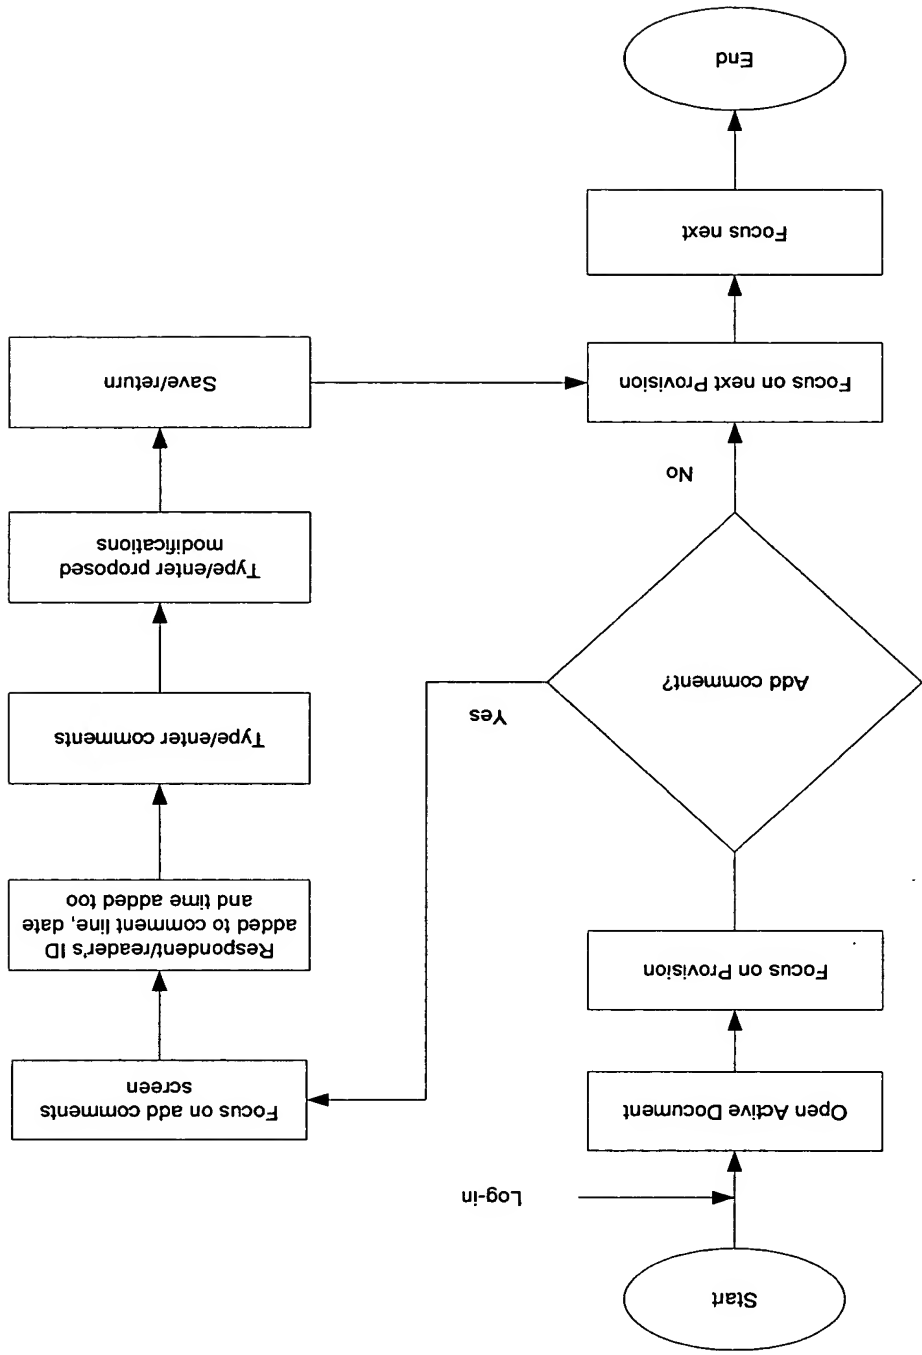 Start
Log-in
Open Active Document
Focus on Provision
Add comment?
Yes
No
Focus on add comments
screen
Respondent/reader's ID
added to comment line, date
and time added too
Type/enter comments
Type/enter proposed
modifications
Save/return
Focus on next Provision
Focus next
End